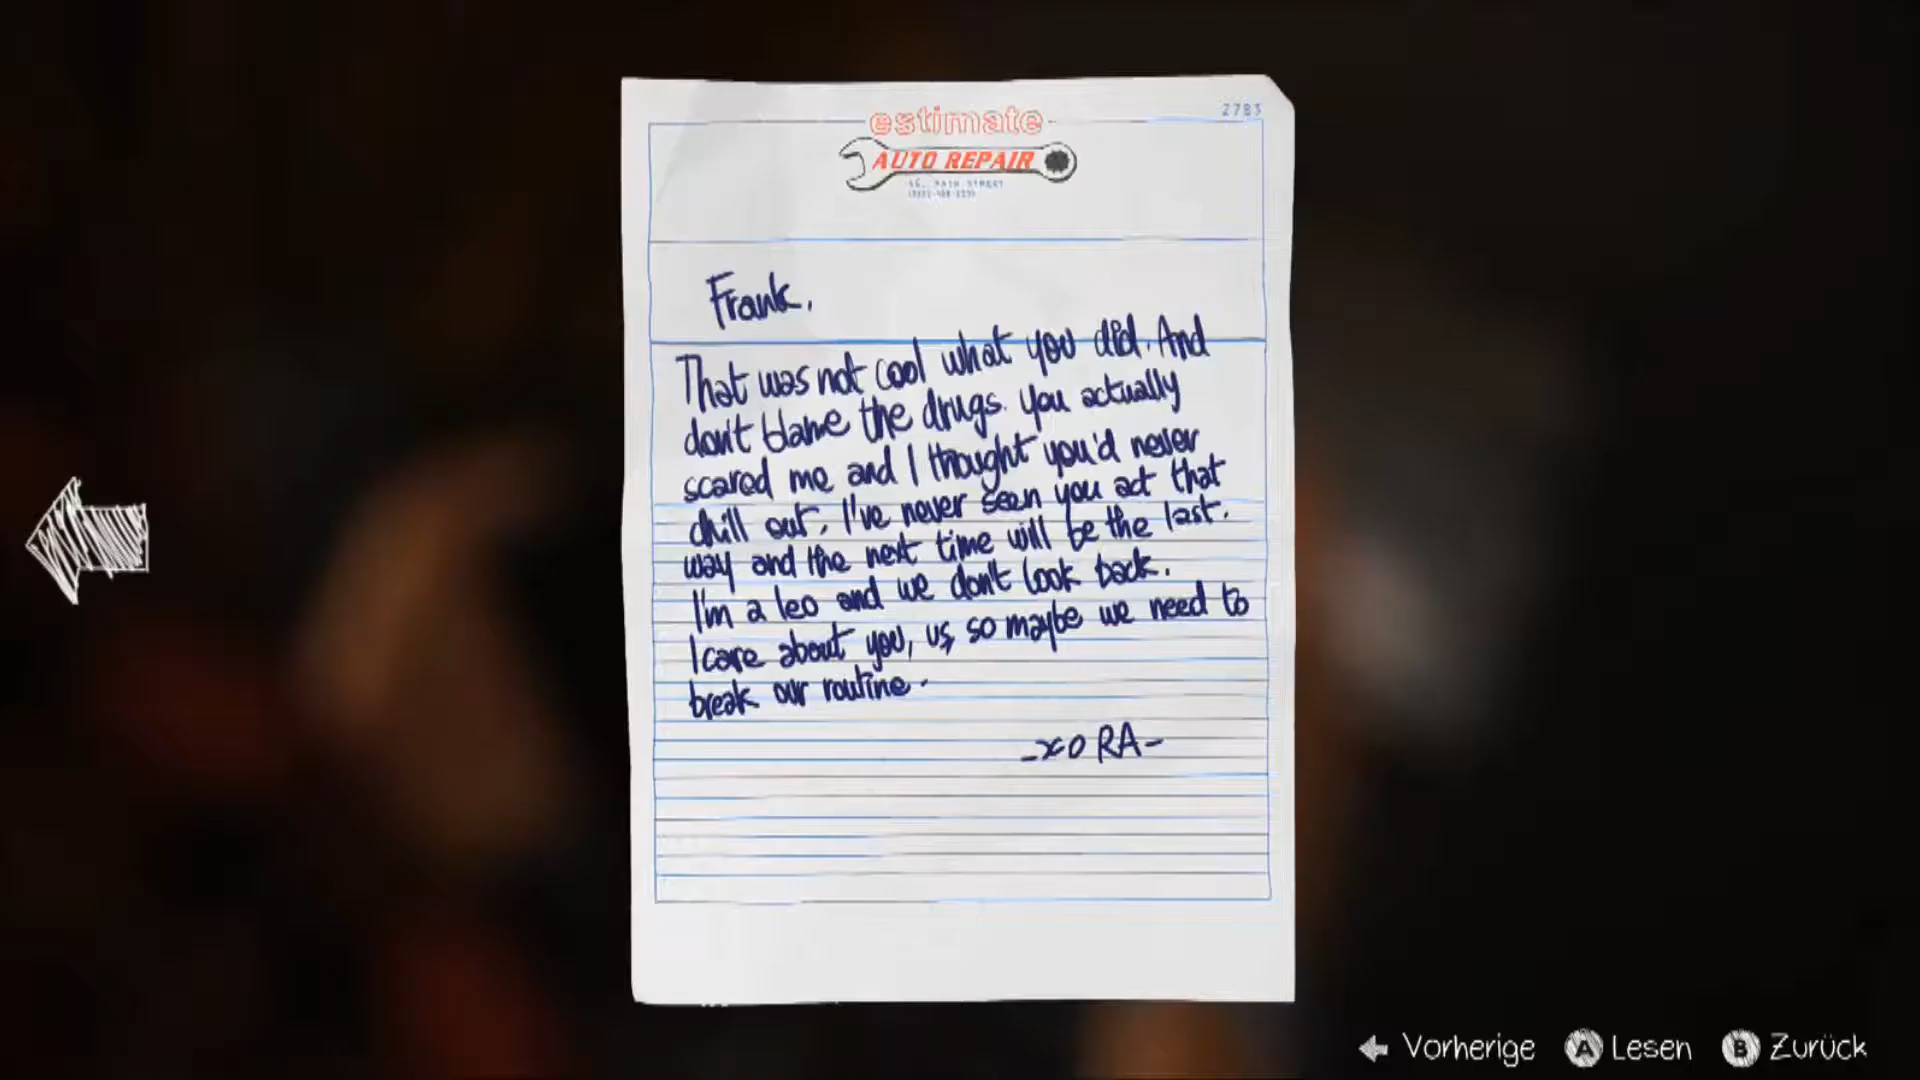 estimate
2783
AUTO REPAIR
Frank,
That was not cool what you did. And
don't blame the drugs. You actually
scared me and I thought you'd never
chill out. I've never seen you act that
way and the next time will be the last.
I'm a leo and we don't look back.
I care about you, us, so maybe we need to
break our routine.
-xo RA-
Vorherige
A Lesen
B Zurück